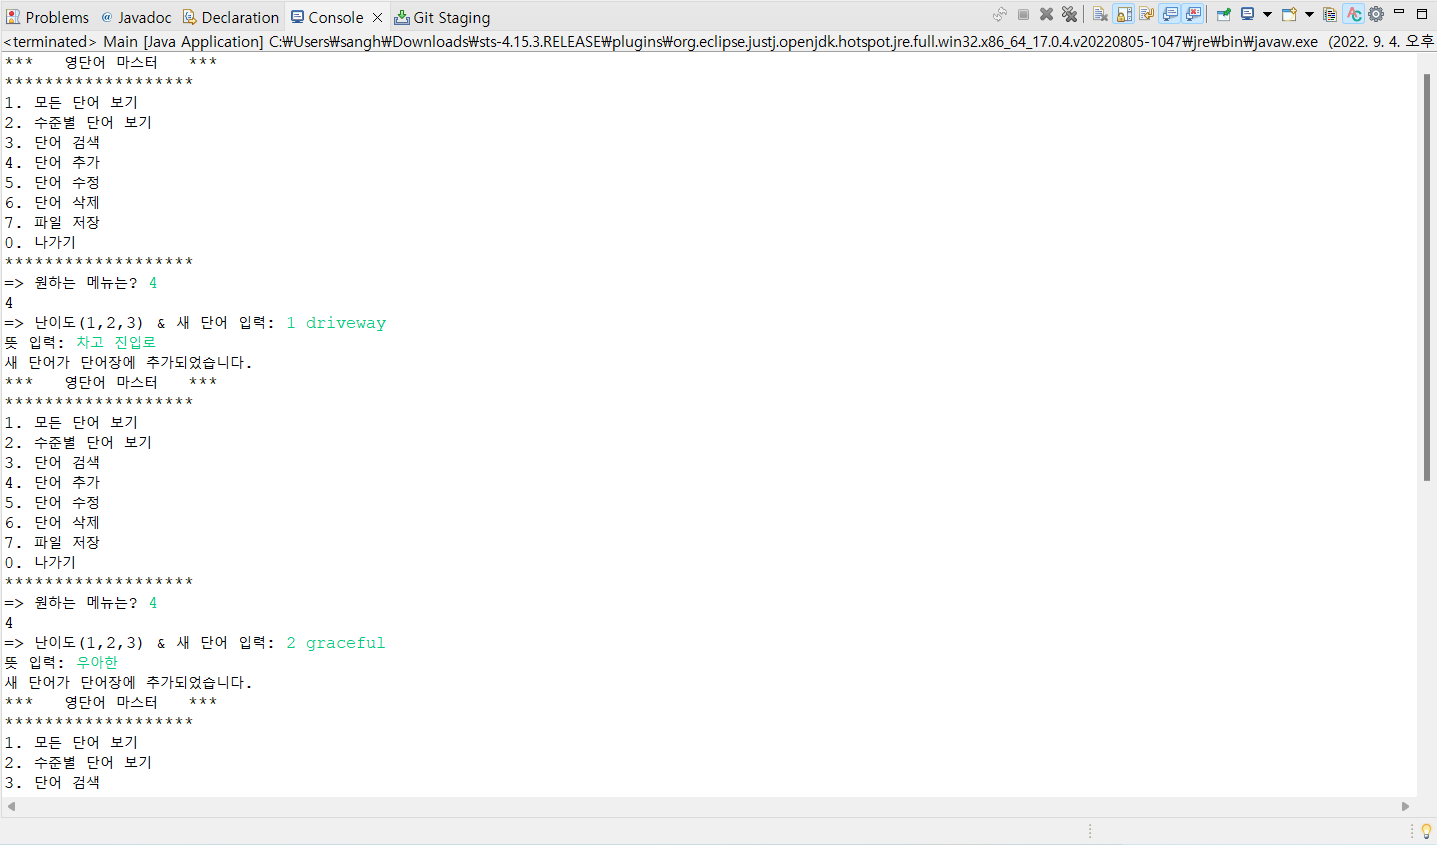 Problems @ Javadoc Declaration Console Git Staging
<terminated> Main [Java Application] C:₩Users₩sangh₩Downloads₩sts-4.15.3.RELEASE₩plugins₩org.eclipse.justj.openjdk.hotspot.jre.full.win32.x86_64_17.0.4.v20220805-1047₩jre₩bin₩javaw.exe (2022. 9. 4. 오후
*** 영단어 마스터 ***
*******************
1. 모든 단어 보기
2. 수준별 단어 보기
3. 단어 검색
4. 단어 추가
5. 단어 수정
6. 단어 삭제
7. 파일 저장
0. 나가기
*******************
=> 원하는 메뉴는? 4
4
=> 난이도(1,2,3) & 새 단어 입력: 1 driveway
뜻 입력: 차고 진입로
새 단어가 단어장에 추가되었습니다.
*** 영단어 마스터 ***
*******************
1. 모든 단어 보기
2. 수준별 단어 보기
3. 단어 검색
4. 단어 추가
5. 단어 수정
6. 단어 삭제
7. 파일 저장
0. 나가기
*******************
=> 원하는 메뉴는? 4
4
=> 난이도(1,2,3) & 새 단어 입력: 2 graceful
뜻 입력: 우아한
새 단어가 단어장에 추가되었습니다.
*** 영단어 마스터 ***
*******************
1. 모든 단어 보기
2. 수준별 단어 보기
3. 단어 검색